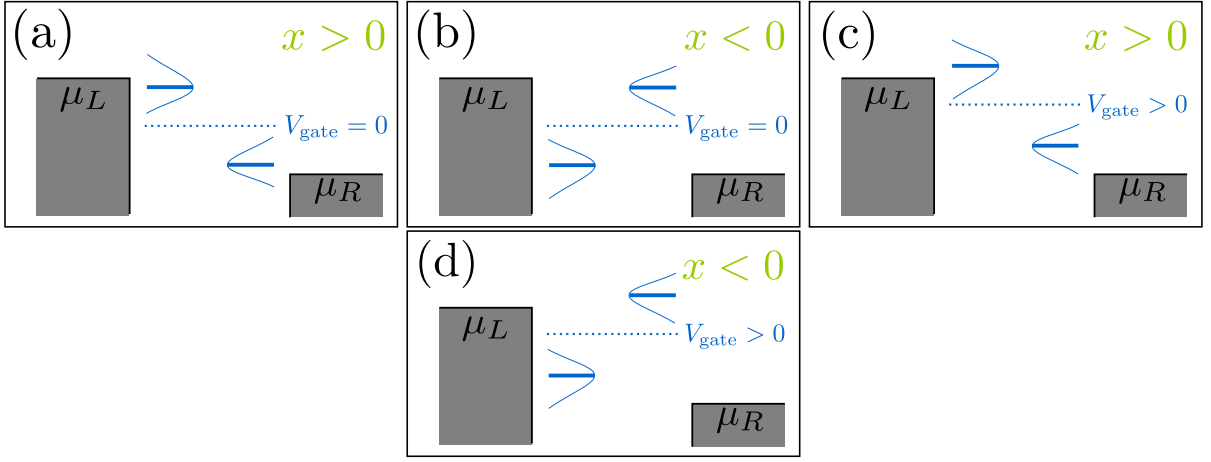 (a)
x > 0
μ_L
V_gate = 0
μ_R
(b)
x < 0
μ_L
V_gate = 0
μ_R
(c)
x > 0
μ_L
V_gate > 0
μ_R
(d)
x < 0
μ_L
V_gate > 0
μ_R